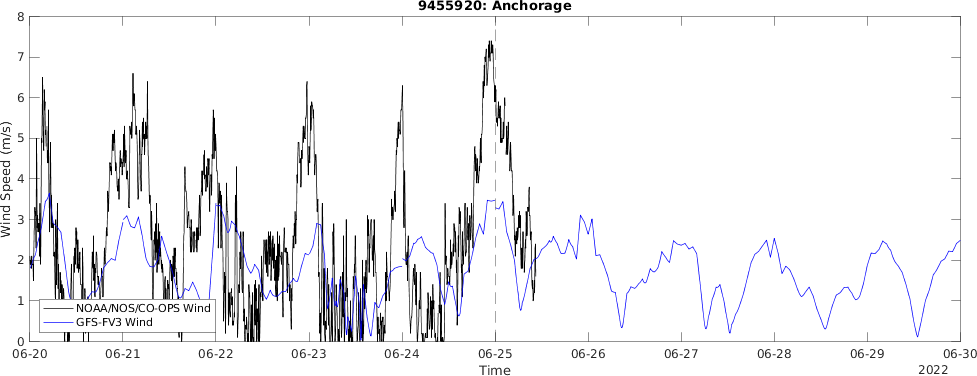 9455920: Anchorage
8
7
6
5
4
3
2
1
0
Wind Speed (m/s)
NOAA/NOS/CO-OPS Wind
GFS-FV3 Wind
06-20 06-21 06-22 06-23 06-24 06-25 06-26 06-27 06-28 06-29 06-30
Time
2022